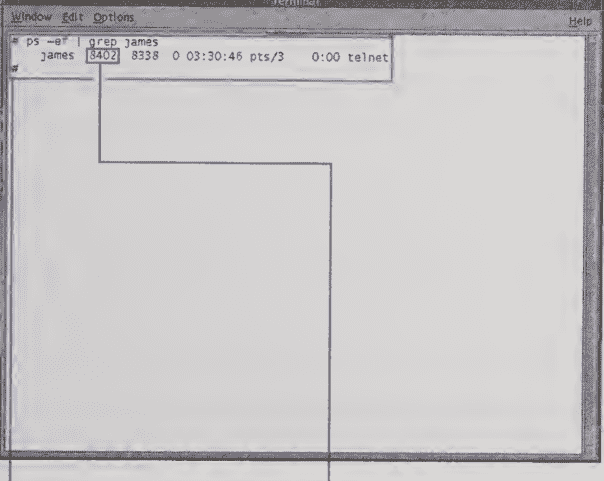 Terminal
Window Edit Options Help
# ps -ef | grep james
james 8402 8338 0 03:30:46 pts/3 0:00 telnet
#